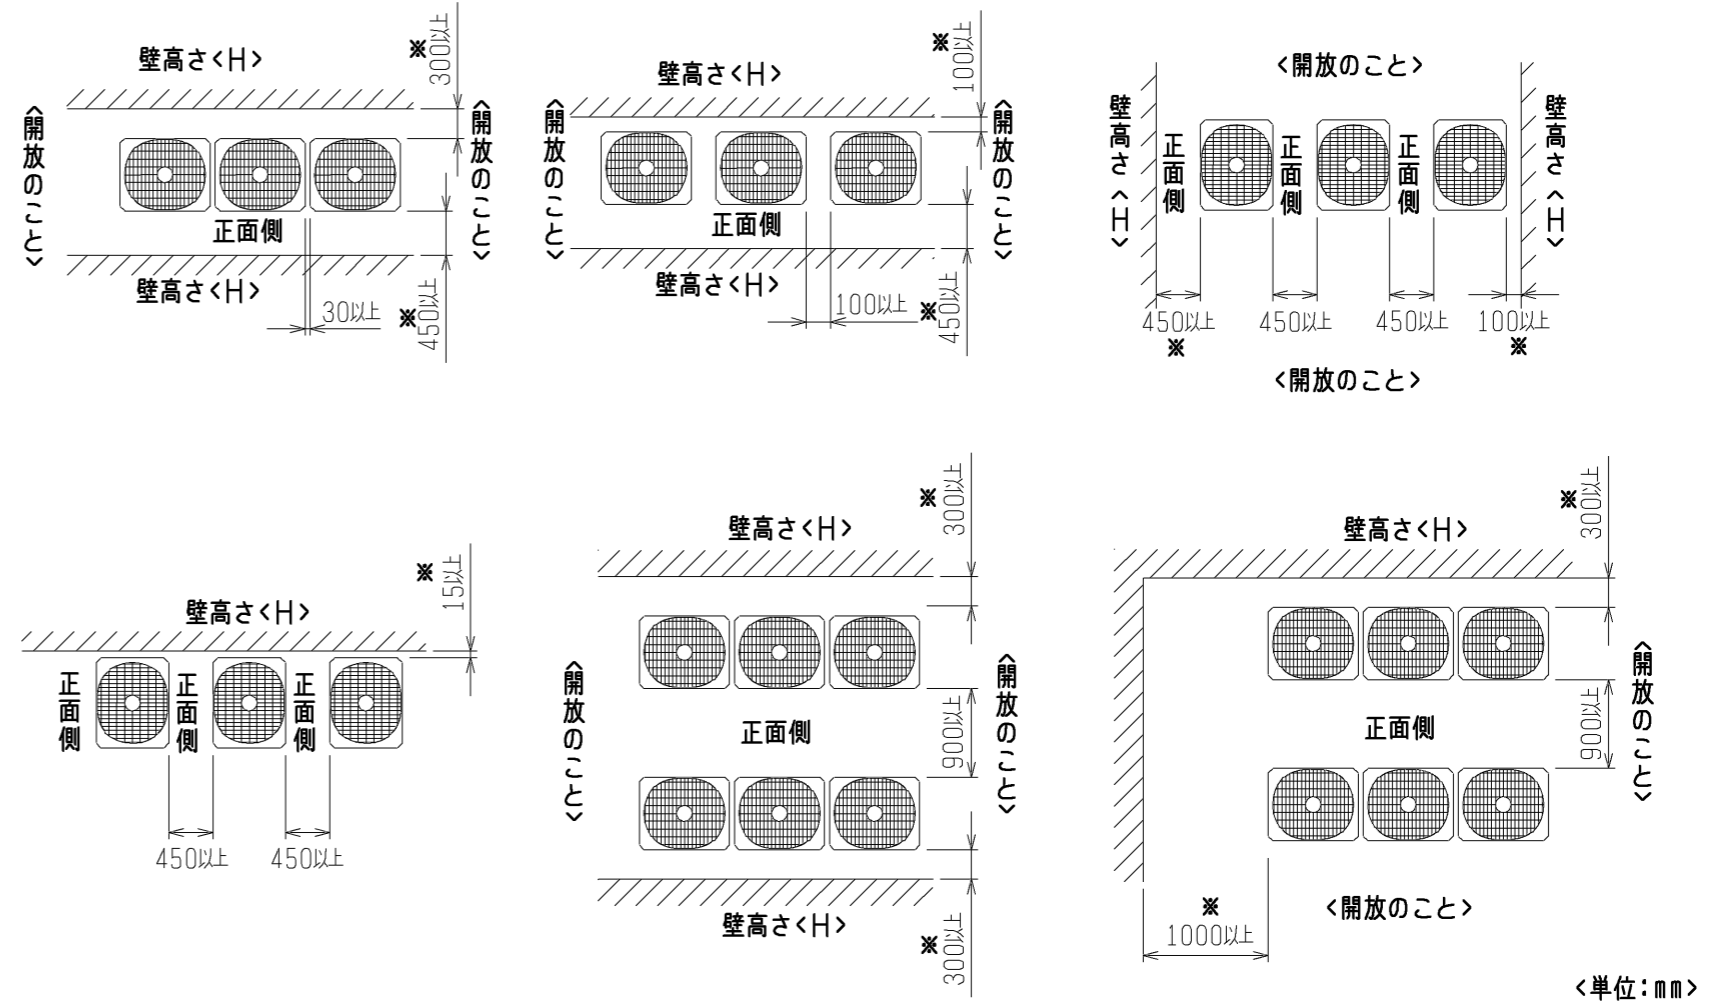 壁高さ<H>
※
300以上
<開放のこと>
<開放のこと>
正面側
壁高さ<H>
30以上
※
450以上
壁高さ<H>
※
100以上
<開放のこと>
<開放のこと>
正面側
壁高さ<H>
100以上
※
450以上
<開放のこと>
壁高さ<H>
正面側
正面側
正面側
壁高さ<H>
450以上
450以上
450以上
100以上
※
※
<開放のこと>
壁高さ<H>
※
15以上
正面側
正面側
正面側
450以上
450以上
壁高さ<H>
※
300以上
<開放のこと>
正面側
900以上
<開放のこと>
壁高さ<H>
※
300以上
壁高さ<H>
※
300以上
正面側
900以上
<開放のこと>
※
1000以上
<開放のこと>
<単位:mm>